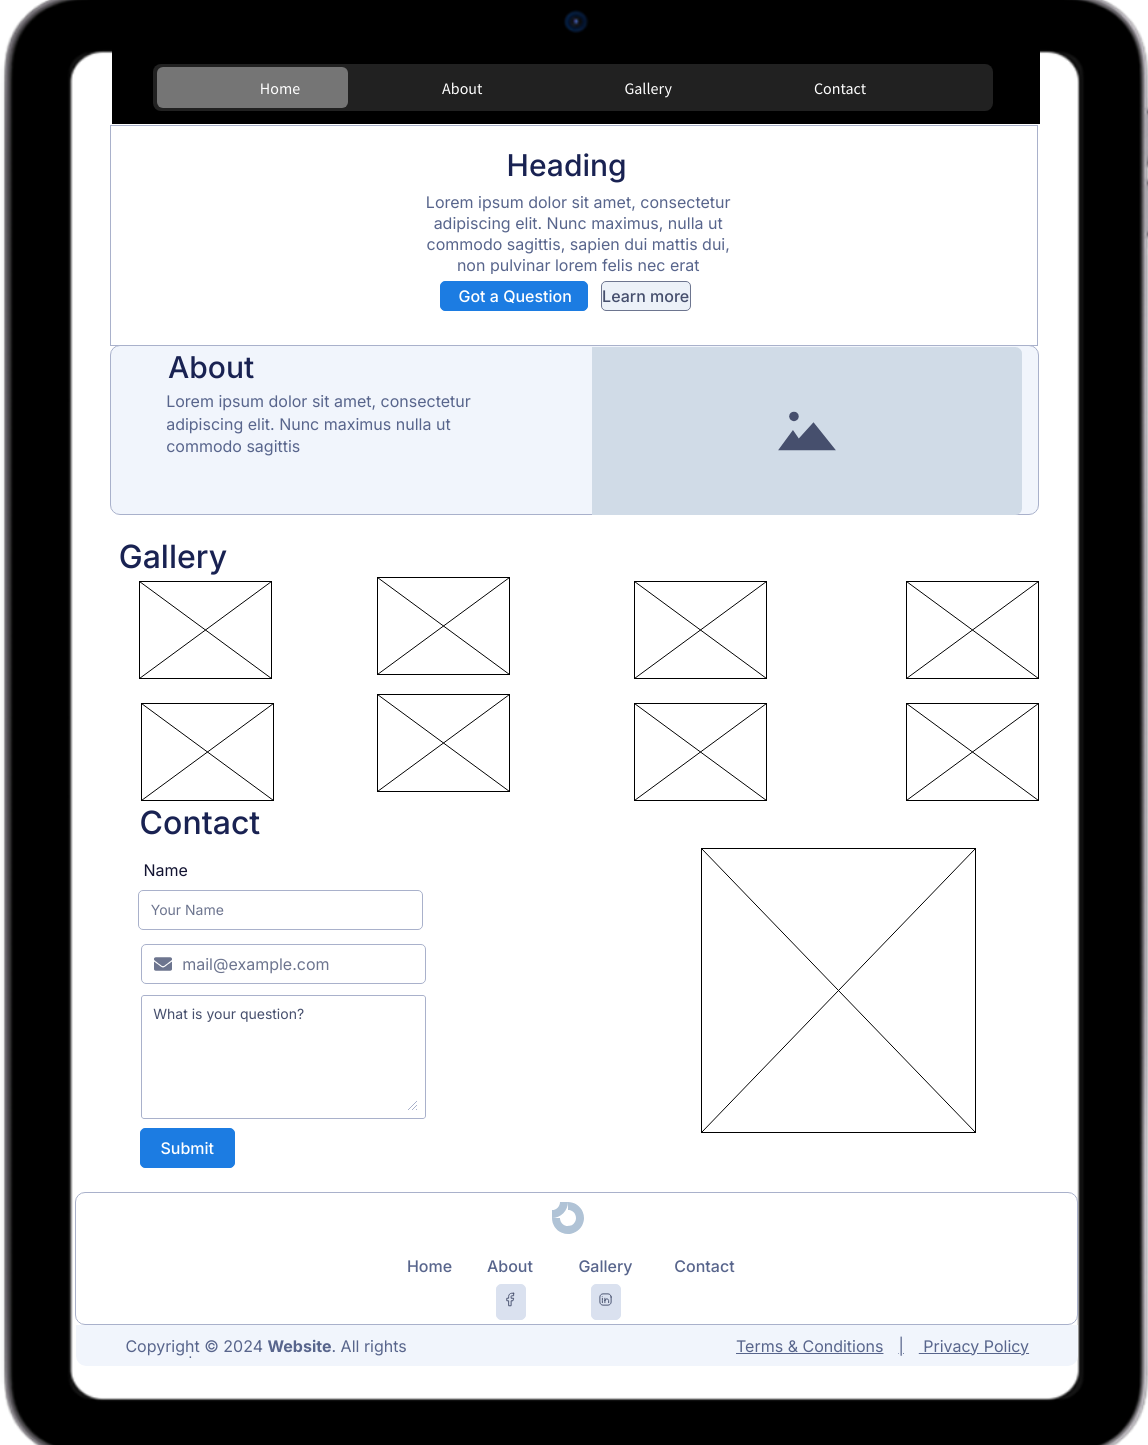 Home About Gallery Contact
Heading
Lorem ipsum dolor sit amet, consectetur
adipiscing elit. Nunc maximus, nulla ut
commodo sagittis, sapien dui mattis dui,
non pulvinar lorem felis nec erat
Got a Question Learn more
About
Lorem ipsum dolor sit amet, consectetur
adipiscing elit. Nunc maximus nulla ut
commodo sagittis
Gallery
Contact
Name
Your Name
mail@example.com
What is your question?
Submit
Home About Gallery Contact
Copyright © 2024 Website. All rights
Terms & Conditions | Privacy Policy